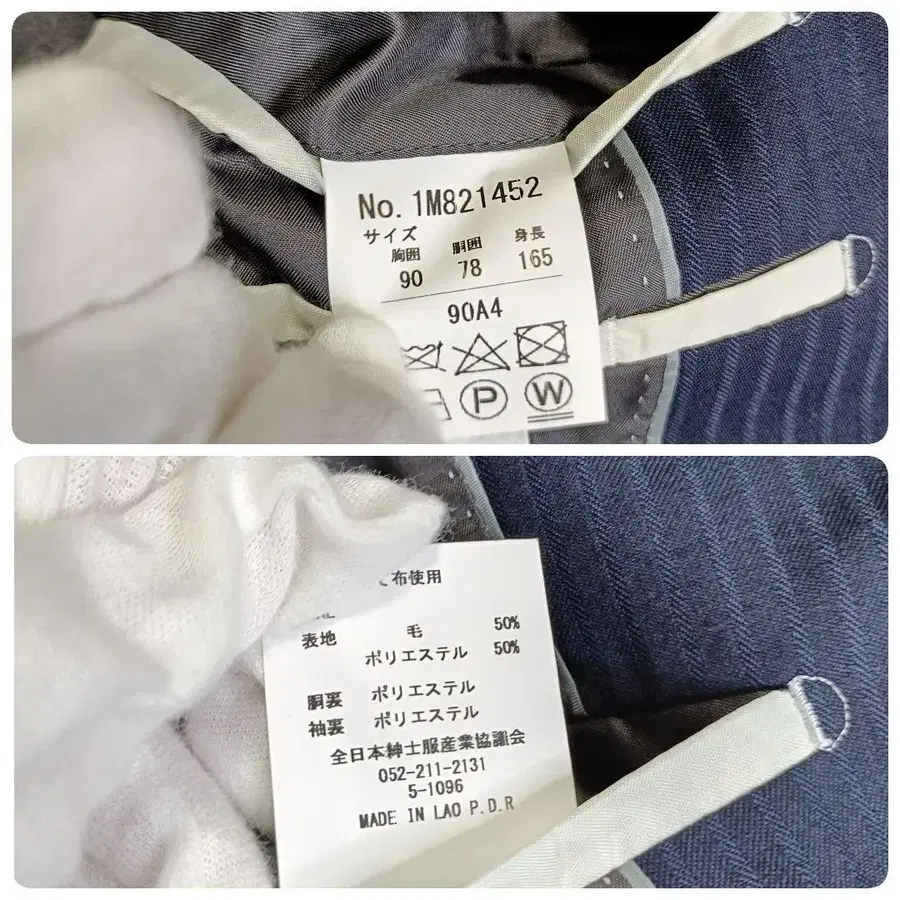 No. 1M821452
サイズ
胸囲 胴囲 身長
90 78 165
90A4
P W
て布使用
表地 毛 50%
ポリエステル 50%
胴裏 ポリエステル
袖裏 ポリエステル
全日本紳士服産業協議会
052-211-2131
5-1096
MADE IN LAO P.D.R